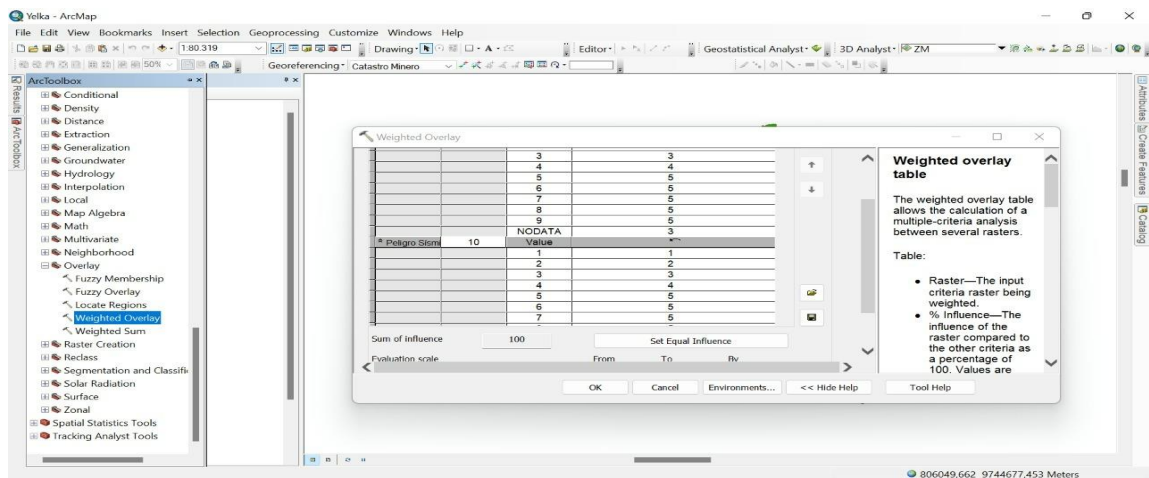 Yelka - ArcMap
File Edit View Bookmarks Insert Selection Geoprocessing Customize Windows Help
1:80.319
Drawing
Editor
Geostatistical Analyst
3D Analyst
ZM
50%
Georeferencing
Catastro Minero
ArcToolbox
Results
ArcToolbox
Conditional
Density
Distance
Extraction
Generalization
Groundwater
Hydrology
Interpolation
Local
Map Algebra
Math
Multivariate
Neighborhood
Overlay
Fuzzy Membership
Fuzzy Overlay
Locate Regions
Weighted Overlay
Weighted Sum
Raster Creation
Reclass
Segmentation and Classifi
Solar Radiation
Surface
Zonal
Spatial Statistics Tools
Tracking Analyst Tools
Weighted Overlay
3 3
4 4
5 5
6 5
7 5
8 5
9 5
NODATA 3
Peligro Sismi 10 Value
1 1
2 2
3 3
4 4
5 5
6 5
7 5
Sum of influence 100 Set Equal Influence
Evaluation scale From To By
OK Cancel Environments... << Hide Help Tool Help
Weighted overlay
table
The weighted overlay table
allows the calculation of a
multiple-criteria analysis
between several rasters.
Table:
• Raster—The input
criteria raster being
weighted.
• % Influence—The
influence of the
raster compared to
the other criteria as
a percentage of
100. Values are
Attributes
Create Features
Catalog
806049,662 9744677,453 Meters